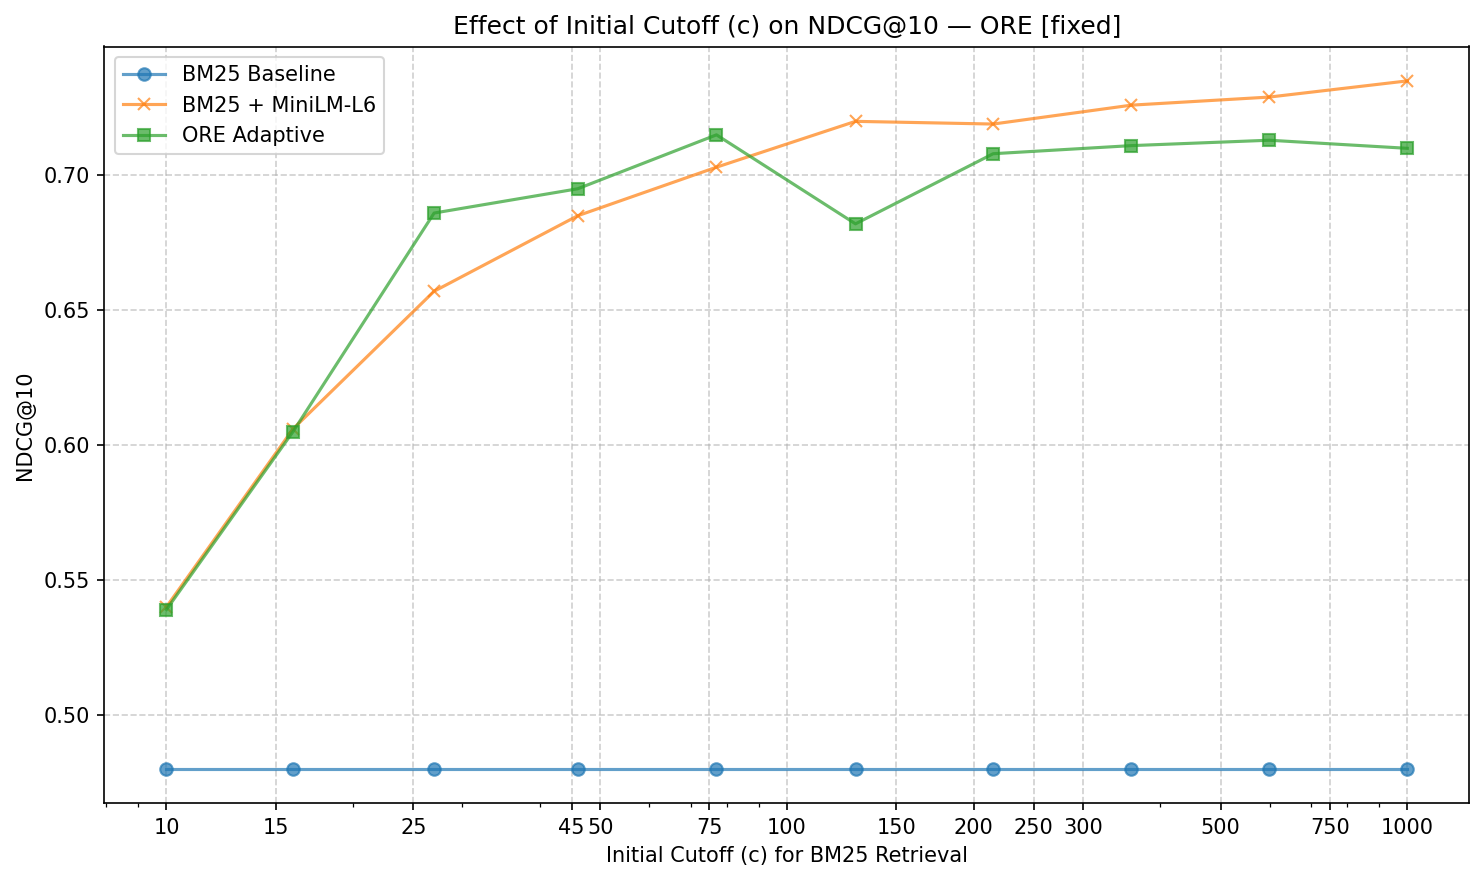 Effect of Initial Cutoff (c) on NDCG@10 — ORE [fixed]
BM25 Baseline
BM25 + MiniLM-L6
ORE Adaptive
NDCG@10
0.70
0.65
0.60
0.55
0.50
10 15 25 45 50 75 100 150 200 250 300 500 750 1000
Initial Cutoff (c) for BM25 Retrieval